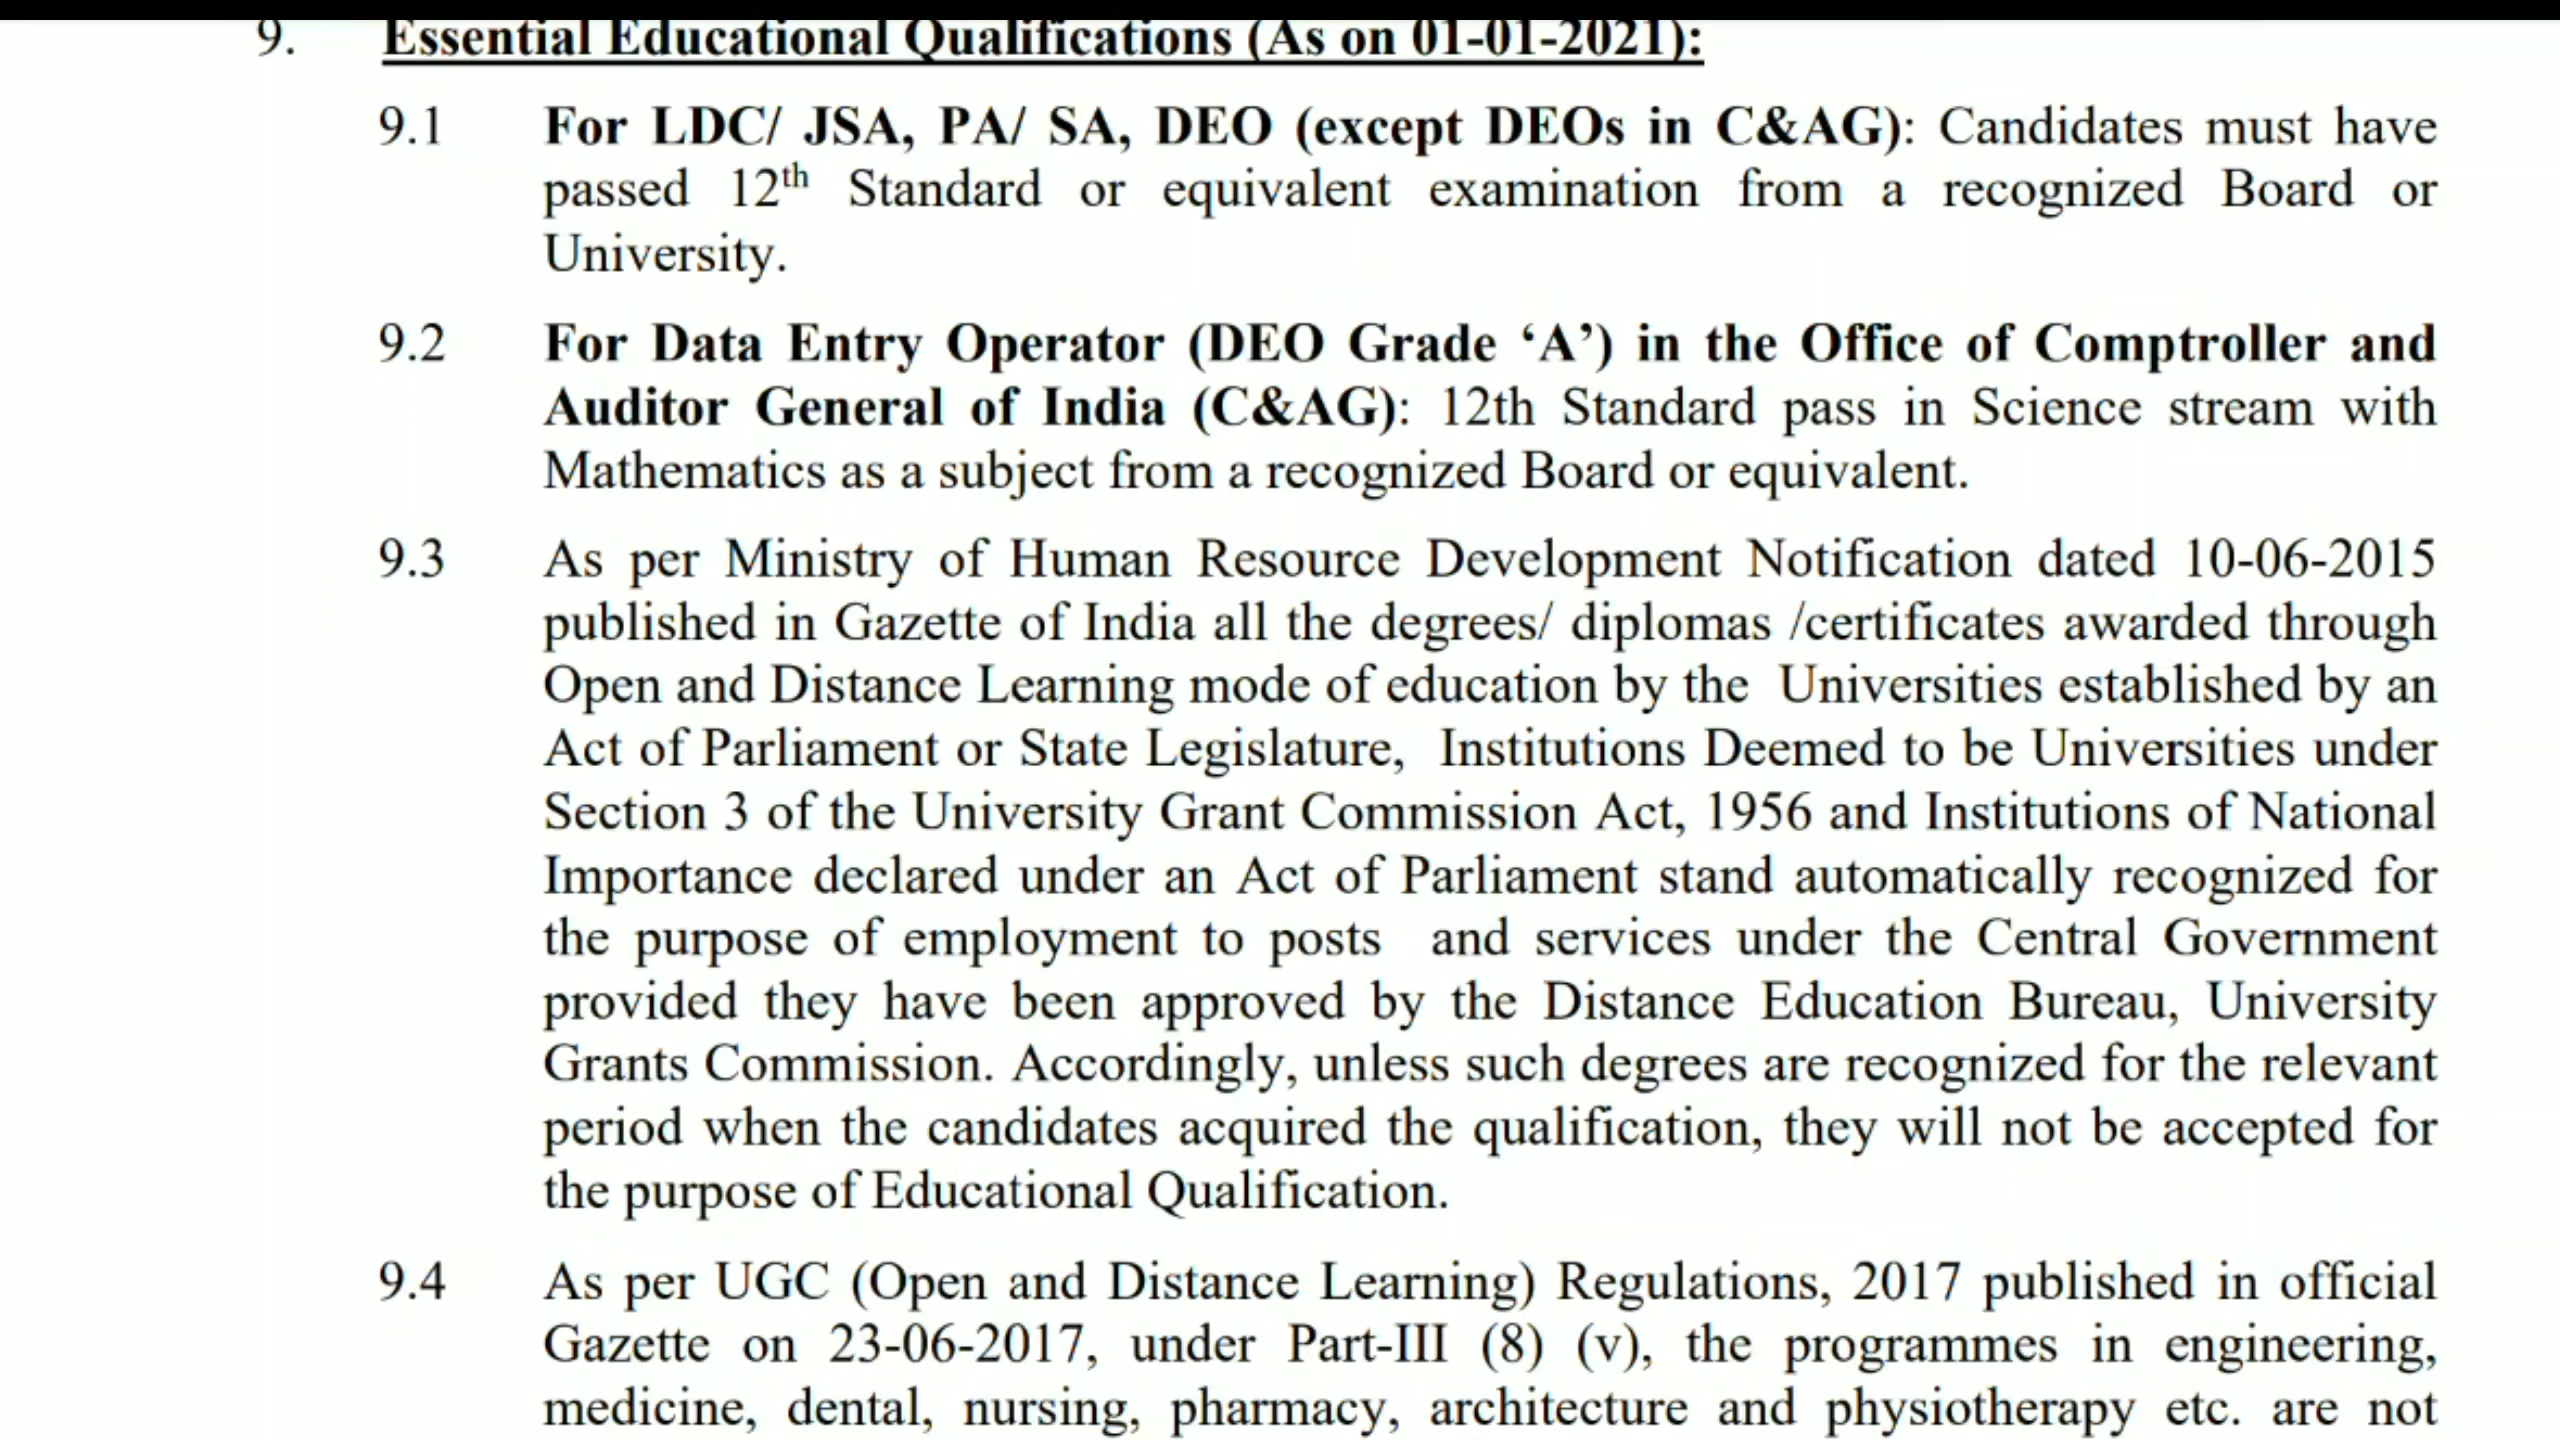 9. Essential Educational Qualifications (As on 01-01-2021):
9.1 For LDC/ JSA, PA/ SA, DEO (except DEOs in C&AG): Candidates must have
passed 12th Standard or equivalent examination from a recognized Board or
University.
9.2 For Data Entry Operator (DEO Grade ‘A’) in the Office of Comptroller and
Auditor General of India (C&AG): 12th Standard pass in Science stream with
Mathematics as a subject from a recognized Board or equivalent.
9.3 As per Ministry of Human Resource Development Notification dated 10-06-2015
published in Gazette of India all the degrees/ diplomas /certificates awarded through
Open and Distance Learning mode of education by the Universities established by an
Act of Parliament or State Legislature, Institutions Deemed to be Universities under
Section 3 of the University Grant Commission Act, 1956 and Institutions of National
Importance declared under an Act of Parliament stand automatically recognized for
the purpose of employment to posts and services under the Central Government
provided they have been approved by the Distance Education Bureau, University
Grants Commission. Accordingly, unless such degrees are recognized for the relevant
period when the candidates acquired the qualification, they will not be accepted for
the purpose of Educational Qualification.
9.4 As per UGC (Open and Distance Learning) Regulations, 2017 published in official
Gazette on 23-06-2017, under Part-III (8) (v), the programmes in engineering,
medicine, dental, nursing, pharmacy, architecture and physiotherapy etc. are not